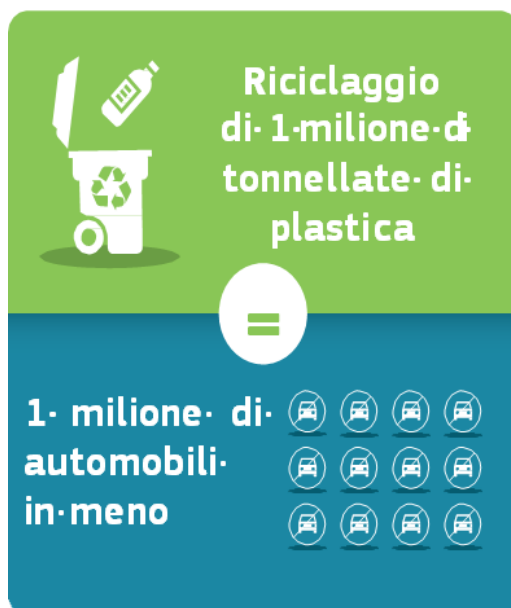 Riciclaggio
di· 1·milione·di
tonnellate· di·
plastica
=
1· milione· di·
automobili·
in·meno